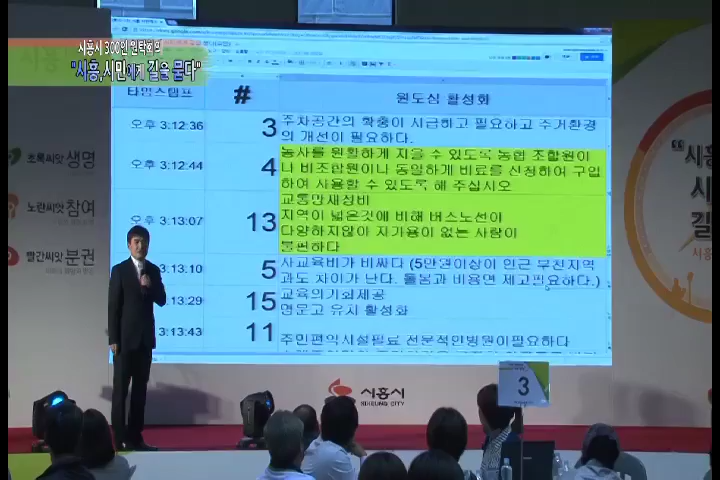 시흥시 300인 원탁회의
"시흥,시민에게 길을 묻다"
타임스탬프 # 원도심 활성화
오후 3:12:36 3 주차공간의 확충이 시급하고 필요하고 주거환경
의 개선이 필요하다.
오후 3:12:44 4 농사를 원활하게 지을 수 있도록 농협 조합원이
나 비조합원이나 동일하게 비료를 신청하여 구입
하여 사용할 수 있도록 해 주십시오
오후 3:13:07 13 교통망재정비
지역이 넓은것에 비해 버스노선이
다양하지않아 자가용이 없는 사람이
불편하다
3:13:10 5 사교육비가 비싸다 (5만원이상이 인근 부천지역
과도 차이가 난다. 돌봄과 비용면 제고필요하다.)
3:13:29 15 교육의기회제공
명문고 유치 활성화
3:13:43 11 주민편익시설필요 전문적인병원이필요하다
초록씨앗 생명
노란씨앗 참여
빨간씨앗 분권
시흥시
SIHEUNG CITY
3